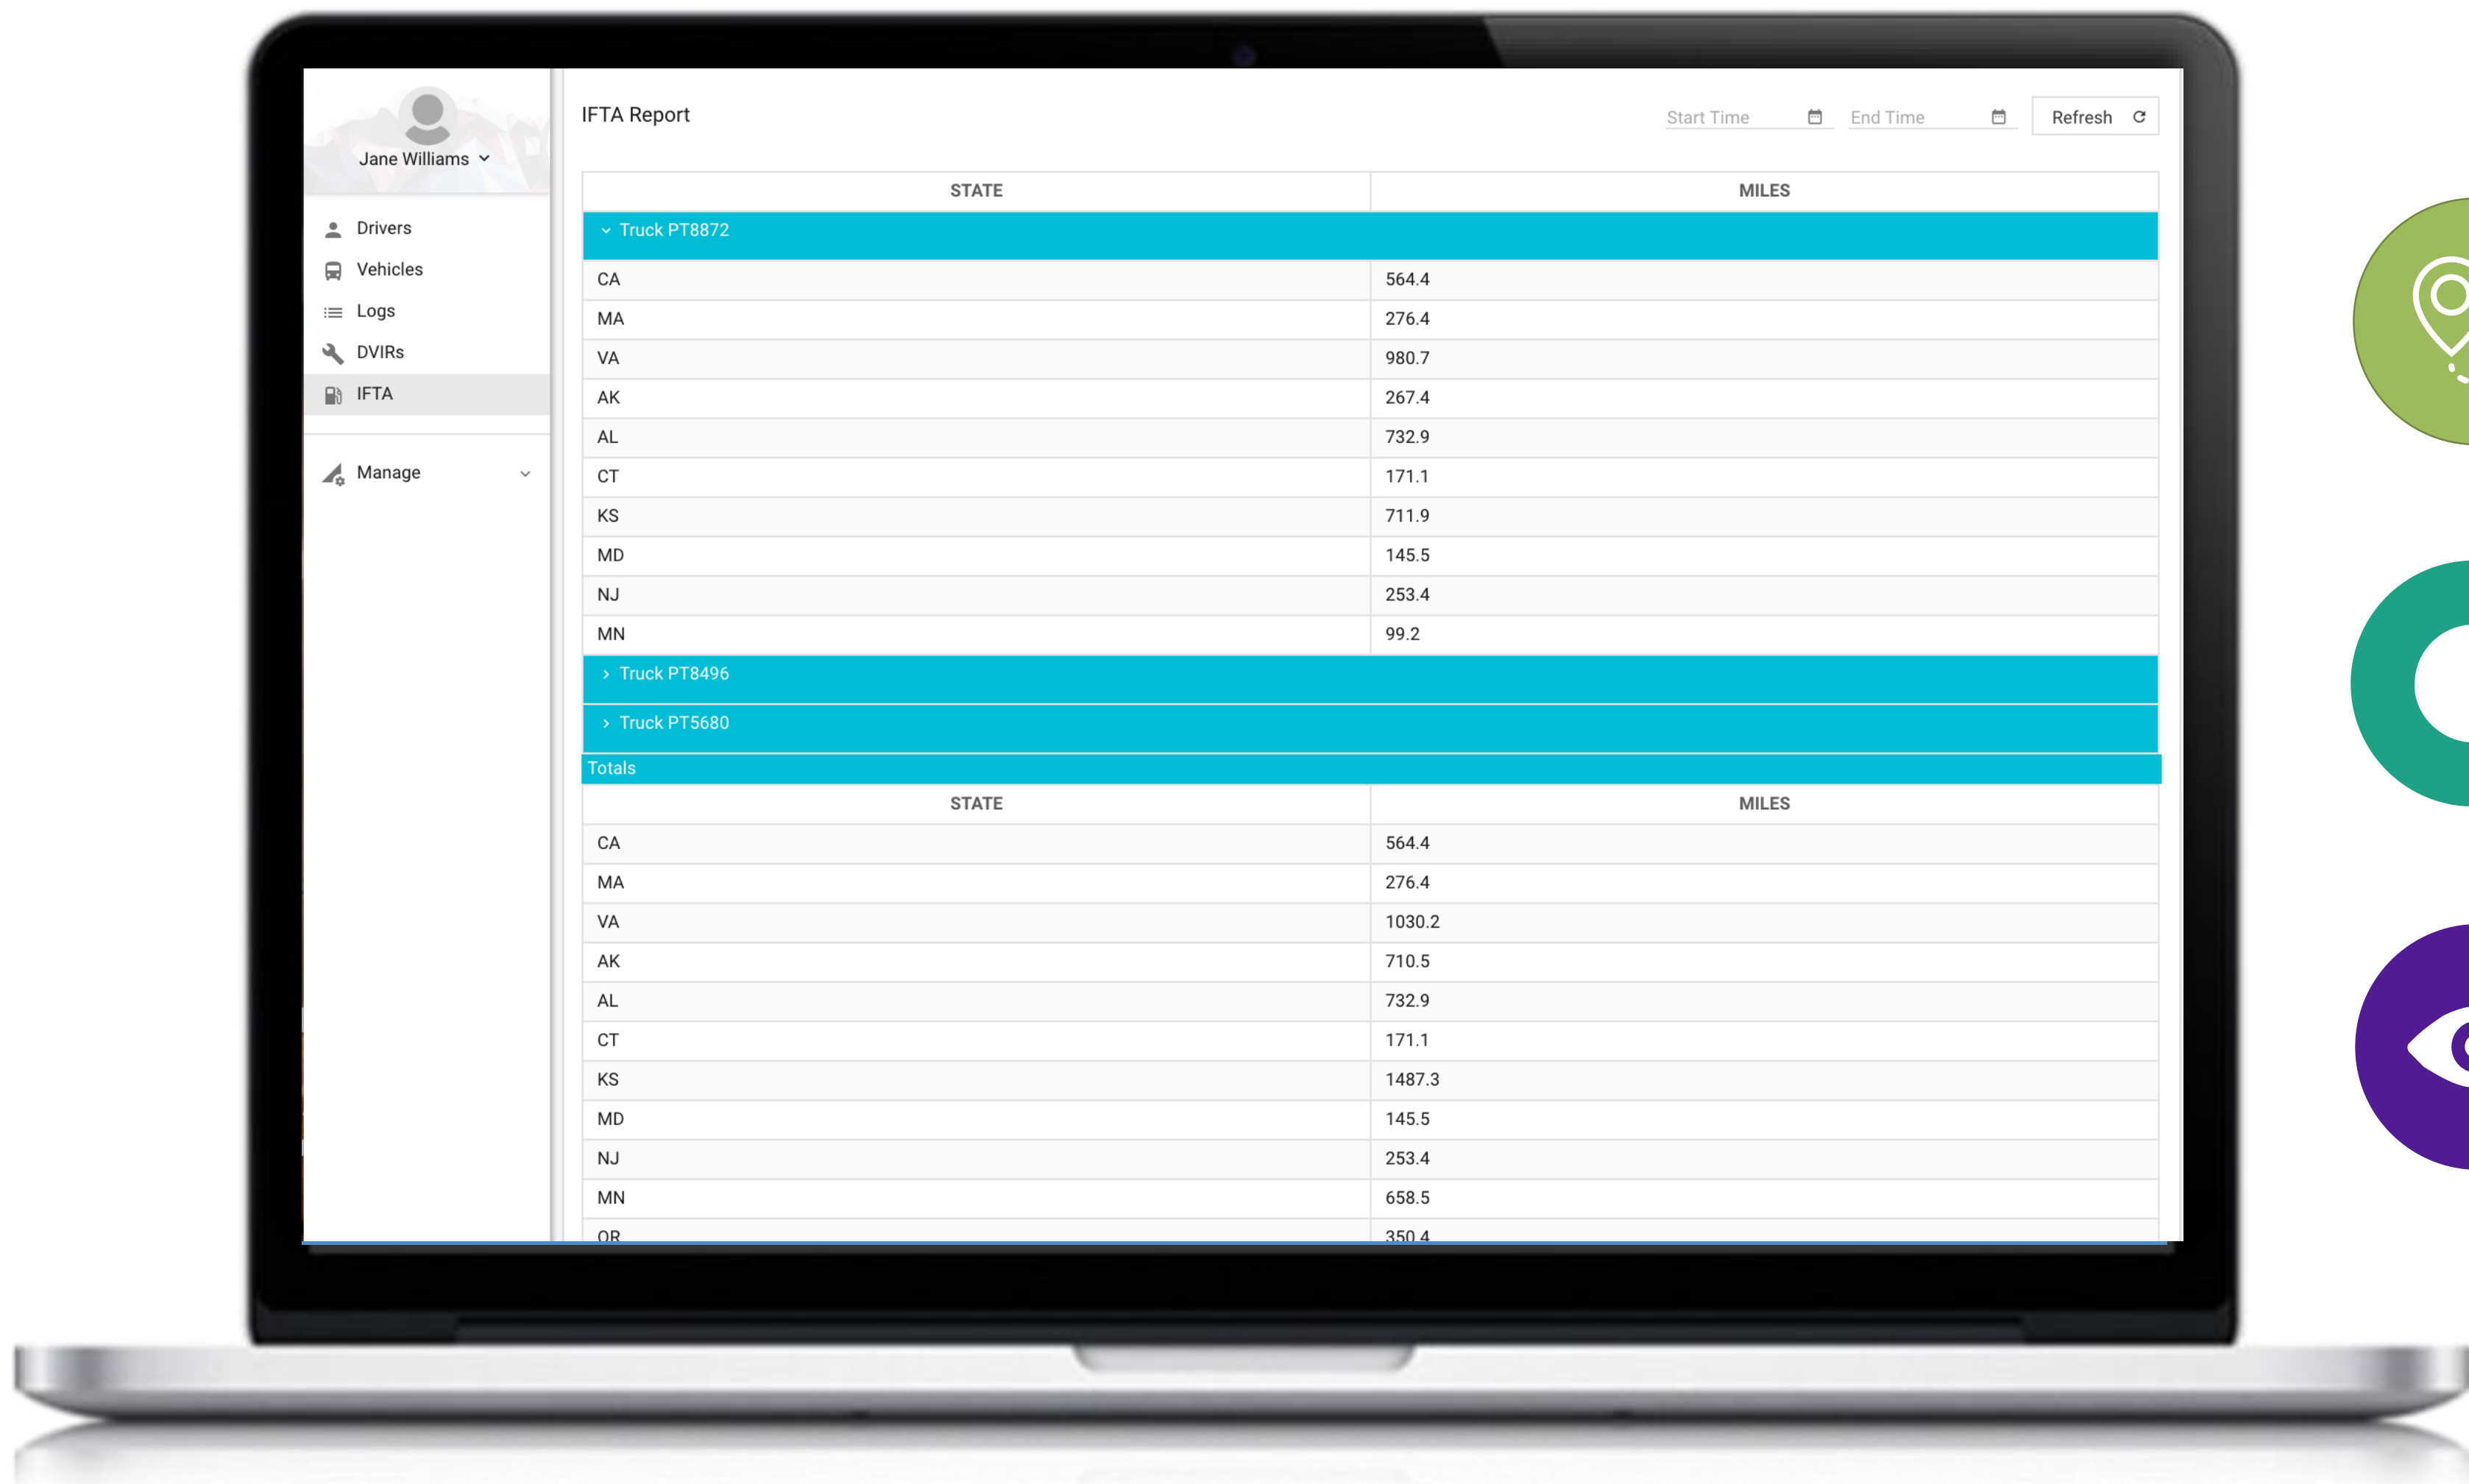 Jane Williams
Drivers
Vehicles
Logs
DVIRs
IFTA
Manage
IFTA Report
Start Time End Time Refresh
STATE MILES
Truck PT8872
CA 564.4
MA 276.4
VA 980.7
AK 267.4
AL 732.9
CT 171.1
KS 711.9
MD 145.5
NJ 253.4
MN 99.2
Truck PT8496
Truck PT5680
Totals
STATE MILES
CA 564.4
MA 276.4
VA 1030.2
AK 710.5
AL 732.9
CT 171.1
KS 1487.3
MD 145.5
NJ 253.4
MN 658.5
OR 350.4